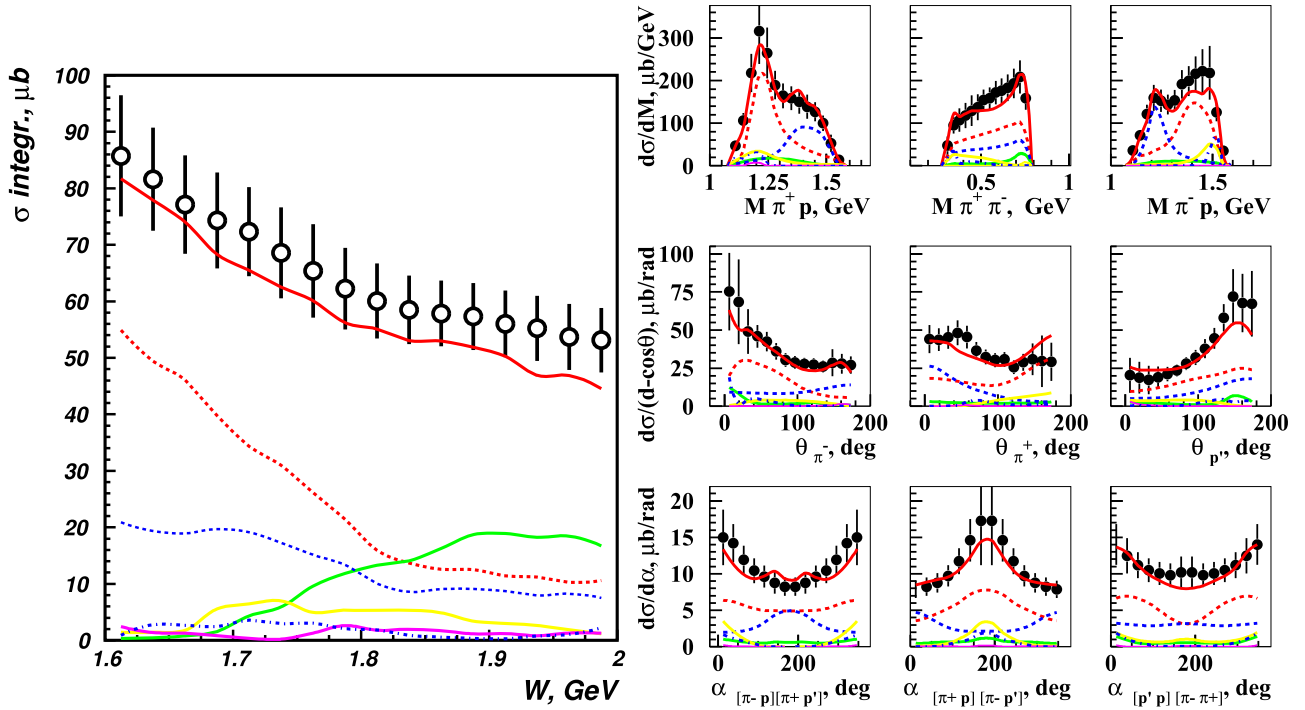 σ integr., μb
100
90
80
70
60
50
40
30
20
10
0
1.6 1.7 1.8 1.9 2
W, GeV
dσ/dM, μb/GeV
300
200
100
0
1 1.25 1.5
M π⁺ p, GeV
0.5 1
M π⁺ π⁻, GeV
1 1.5
M π⁻ p, GeV
dσ/(d-cosθ), μb/rad
100
75
50
25
0
0 100 200
θ π⁻, deg
0 100 200
θ π⁺, deg
0 100 200
θ p', deg
dσ/dα, μb/rad
20
15
10
5
0
0 200
α [π- p][π+ p'], deg
0 200
α [π+ p] [π- p'], deg
0 200
α [p' p] [π- π+], deg